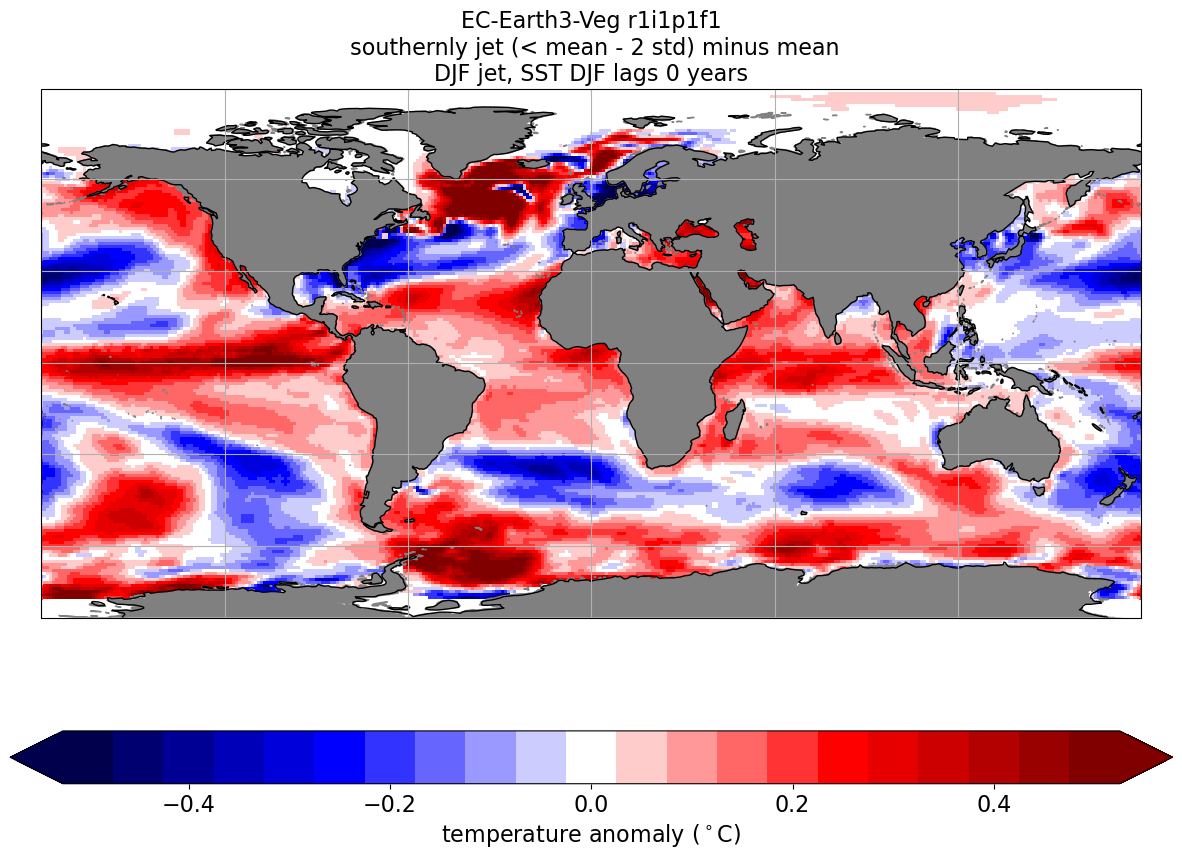 EC-Earth3-Veg r1i1p1f1
southernly jet (< mean - 2 std) minus mean
DJF jet, SST DJF lags 0 years
−0.4 −0.2 0.0 0.2 0.4
temperature anomaly (∘C)